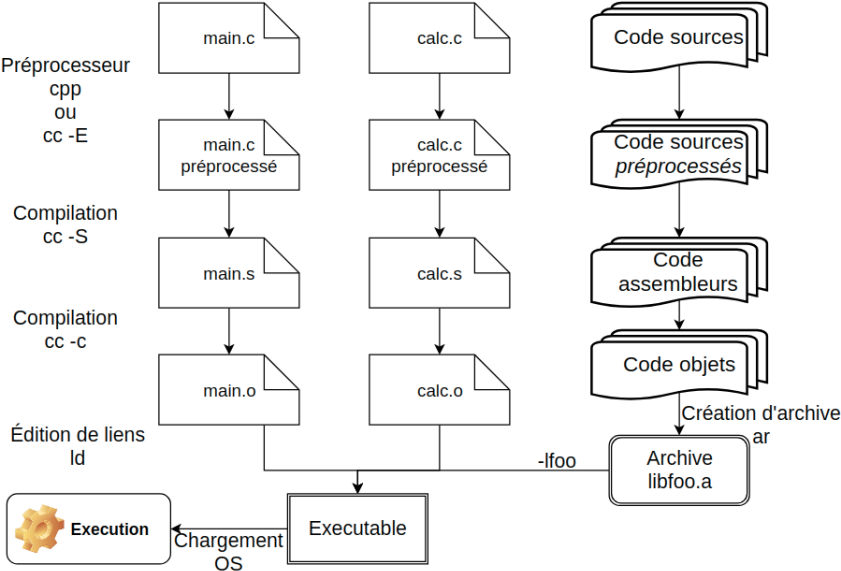 main.c
calc.c
Code sources
Préprocesseur
cpp
ou
cc -E
main.c
préprocessé
calc.c
préprocessé
Code sources
préprocessés
Compilation
cc -S
main.s
calc.s
Code
assembleurs
Compilation
cc -c
main.o
calc.o
Code objets
Création d'archive
ar
Édition de liens
ld
-lfoo
Archive
libfoo.a
Execution
Chargement
OS
Executable